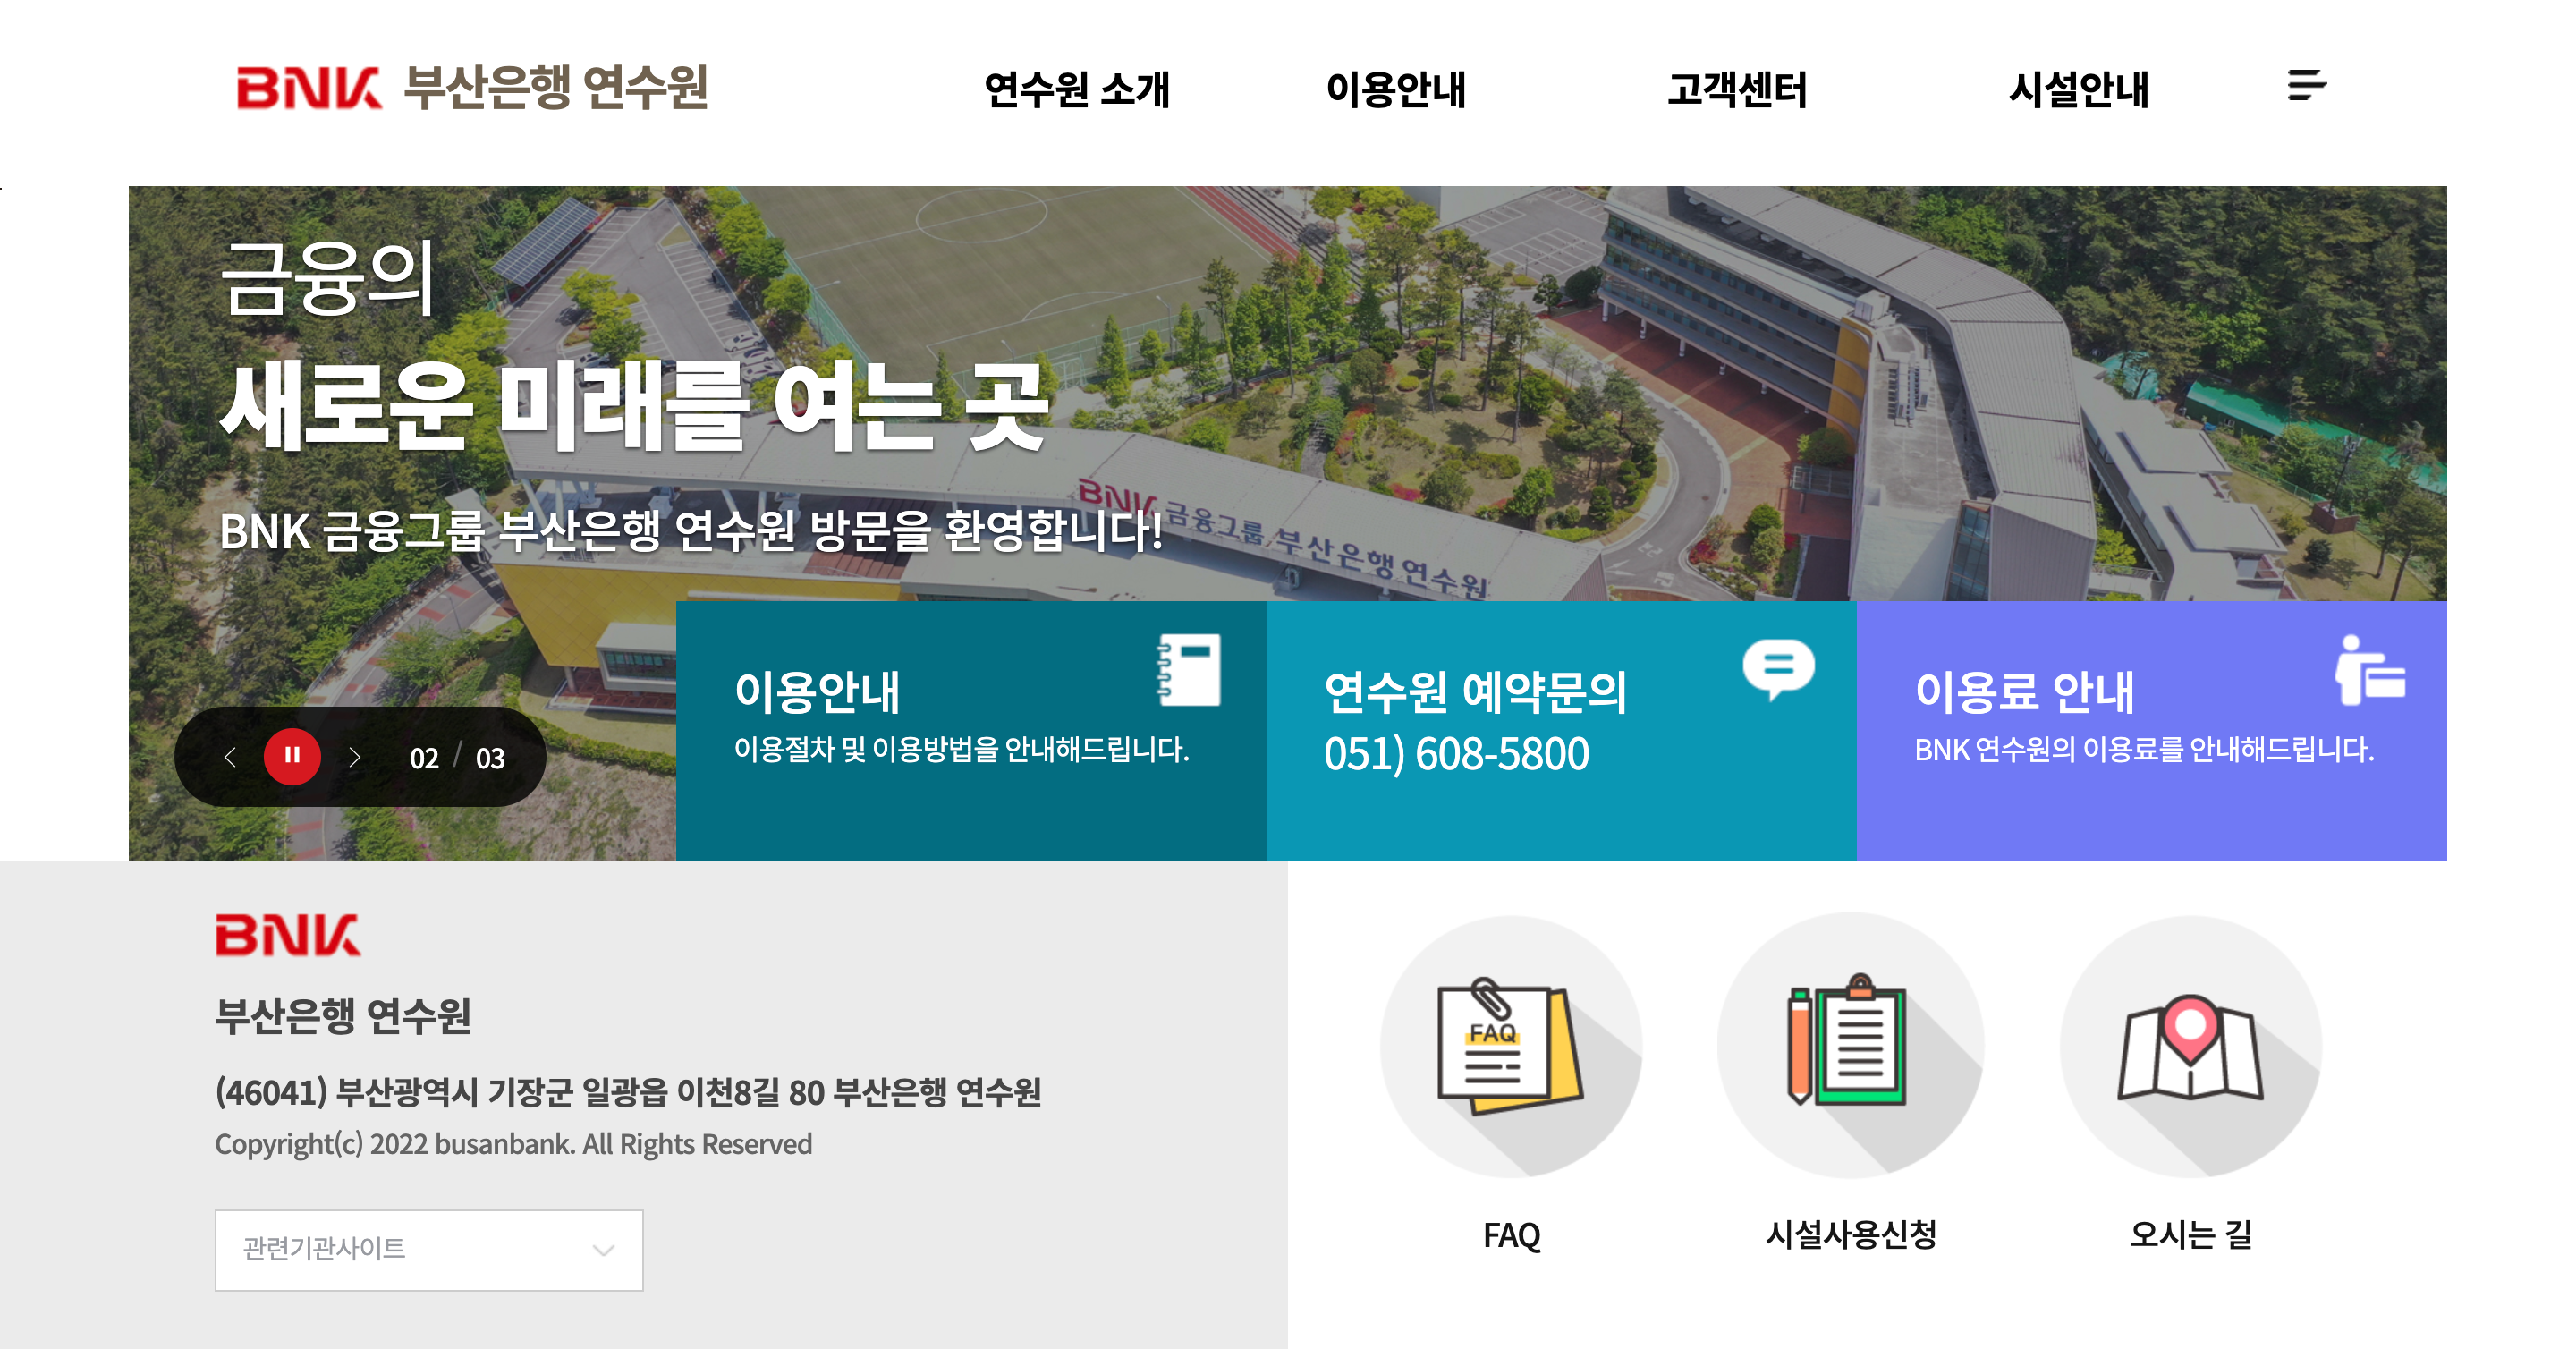 BNK 부산은행 연수원
연수원 소개
이용안내
고객센터
시설안내
금융의
새로운 미래를 여는 곳
BNK 금융그룹 부산은행 연수원 방문을 환영합니다!
BNK 금융그룹 부산은행 연수원
02 / 03
이용안내
이용절차 및 이용방법을 안내해드립니다.
연수원 예약문의
051) 608-5800
이용료 안내
BNK 연수원의 이용료를 안내해드립니다.
BNK
부산은행 연수원
(46041) 부산광역시 기장군 일광읍 이천8길 80 부산은행 연수원
Copyright(c) 2022 busanbank. All Rights Reserved
관련기관사이트
FAQ
FAQ
시설사용신청
오시는 길